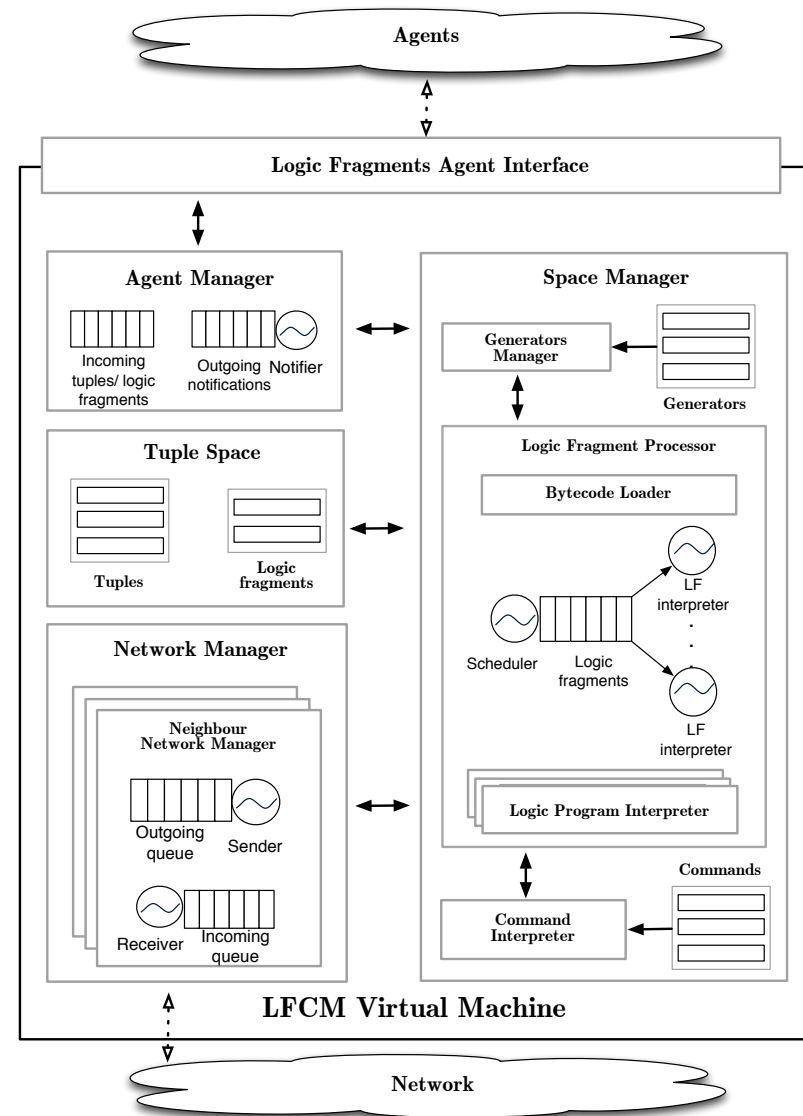 Agents
Logic Fragments Agent Interface
Agent Manager
Incoming
tuples/ logic
fragments
Outgoing
notifications
Notifier
Space Manager
Generators
Manager
Generators
Tuple Space
Tuples
Logic
fragments
Logic Fragment Processor
Bytecode Loader
Scheduler
Logic
fragments
LF
interpreter
LF
interpreter
Logic Program Interpreter
Network Manager
Neighbour
Network Manager
Outgoing
queue
Sender
Receiver
Incoming
queue
Command
Interpreter
Commands
LFCM Virtual Machine
Network